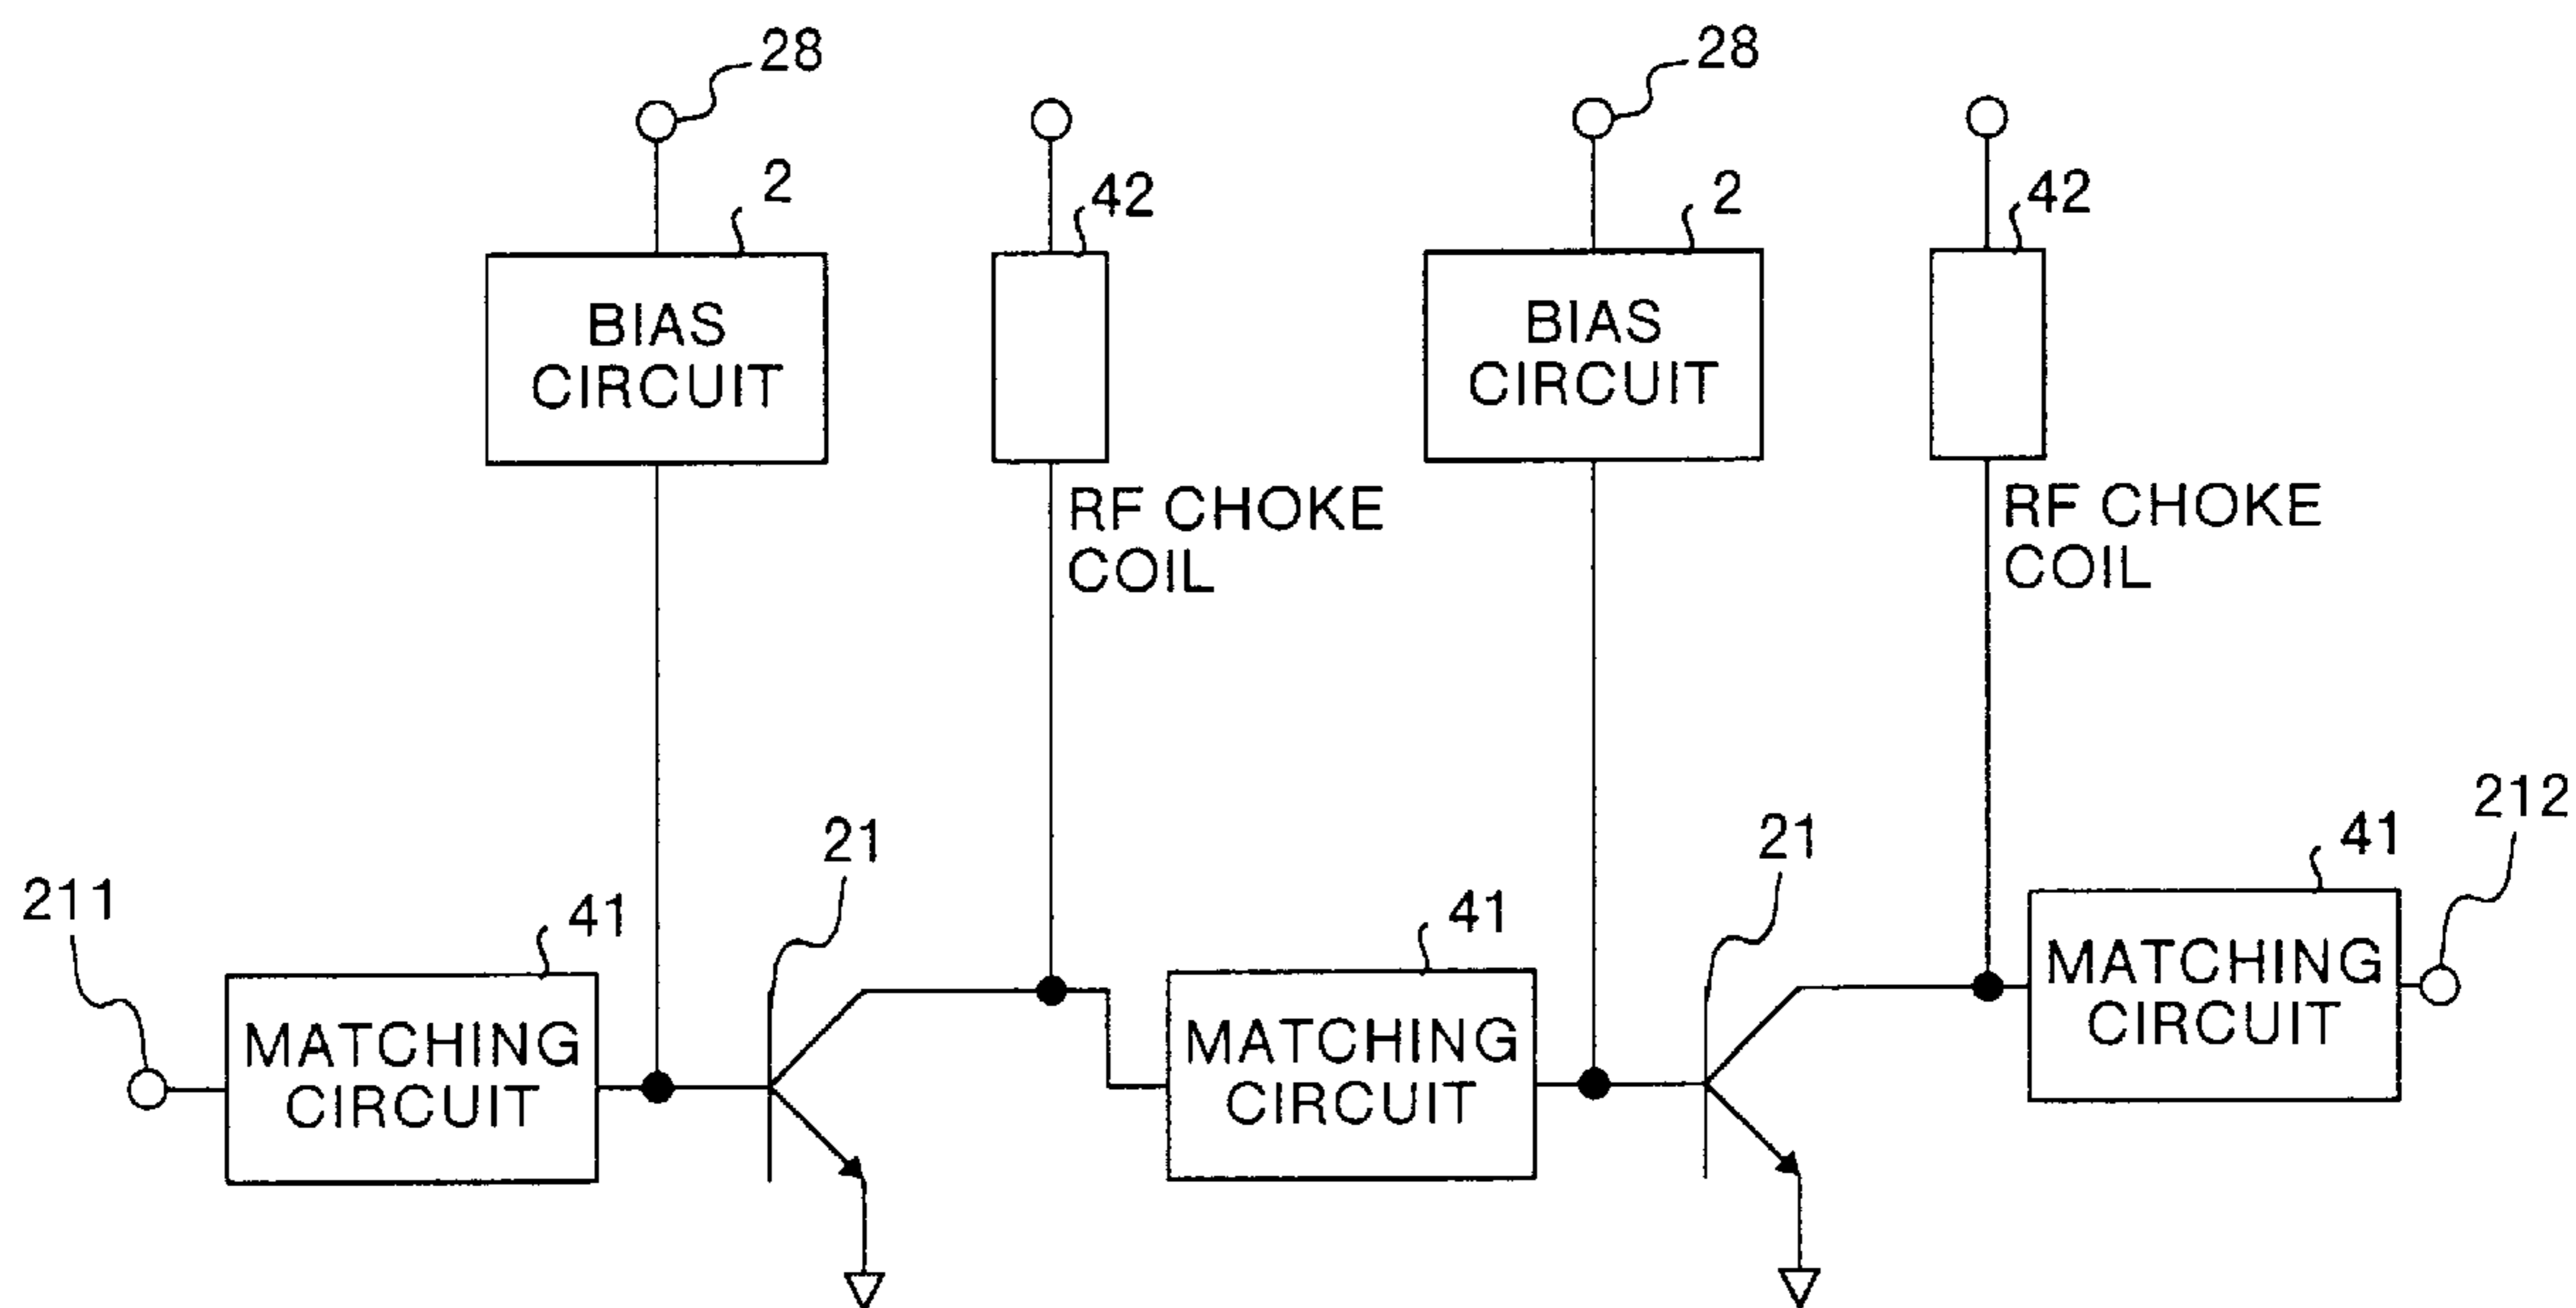 28
28
2
42
2
42
BIAS
CIRCUIT
BIAS
CIRCUIT
RF CHOKE
COIL
RF CHOKE
COIL
211
41
21
41
21
41
212
MATCHING
CIRCUIT
MATCHING
CIRCUIT
MATCHING
CIRCUIT